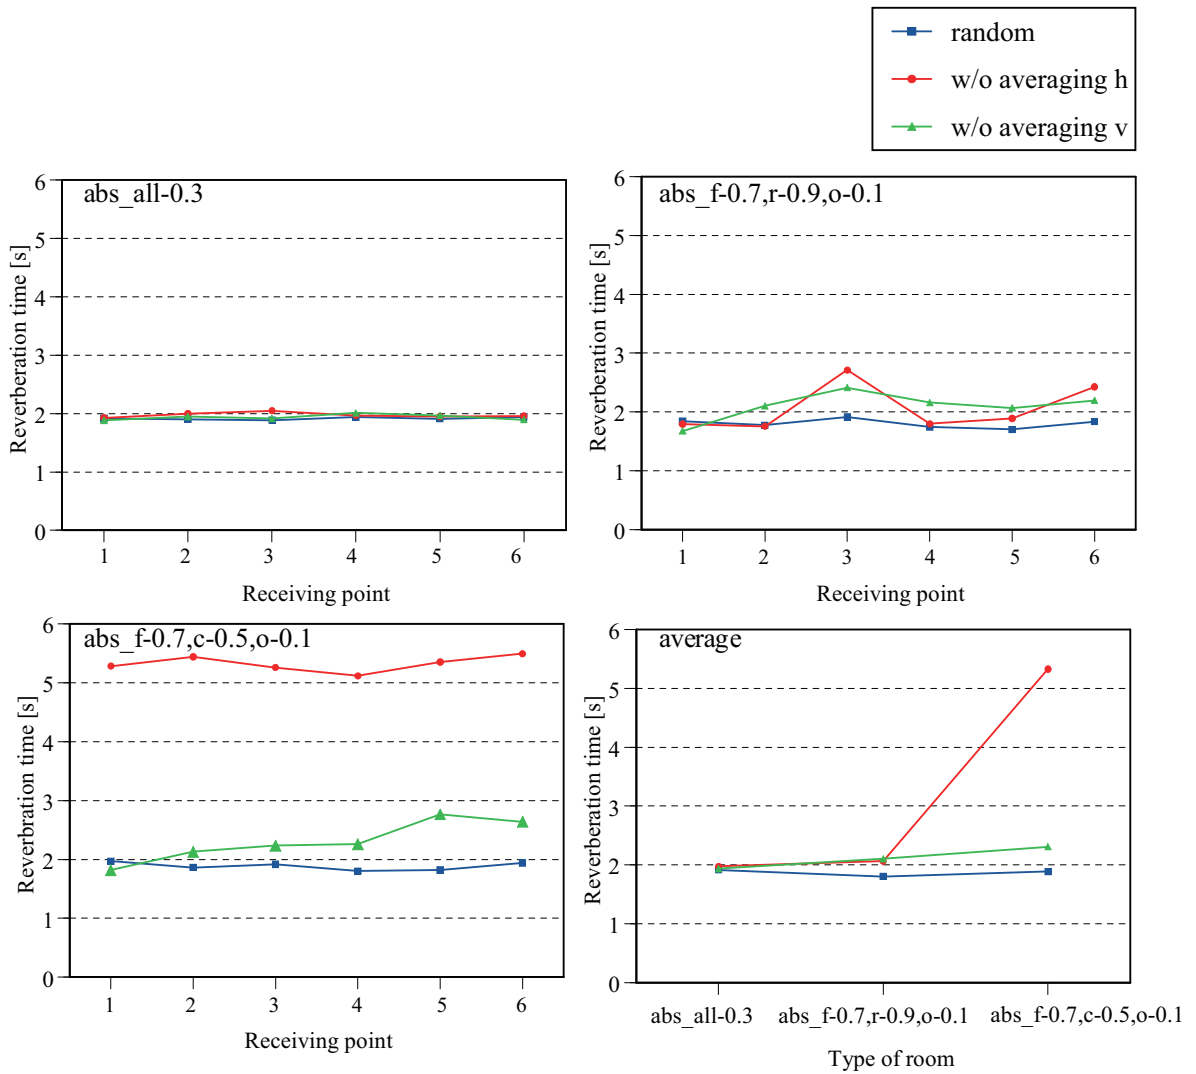 random
w/o averaging h
w/o averaging v
abs_all-0.3
Reverberation time [s]
6
5
4
3
2
1
0
1 2 3 4 5 6
Receiving point
abs_f-0.7,r-0.9,o-0.1
Reverberation time [s]
6
5
4
3
2
1
0
1 2 3 4 5 6
Receiving point
abs_f-0.7,c-0.5,o-0.1
Reverbration time [s]
6
5
4
3
2
1
0
1 2 3 4 5 6
Receiving point
average
Reverberation time [s]
6
5
4
3
2
1
0
abs_all-0.3 abs_f-0.7,r-0.9,o-0.1 abs_f-0.7,c-0.5,o-0.1
Type of room